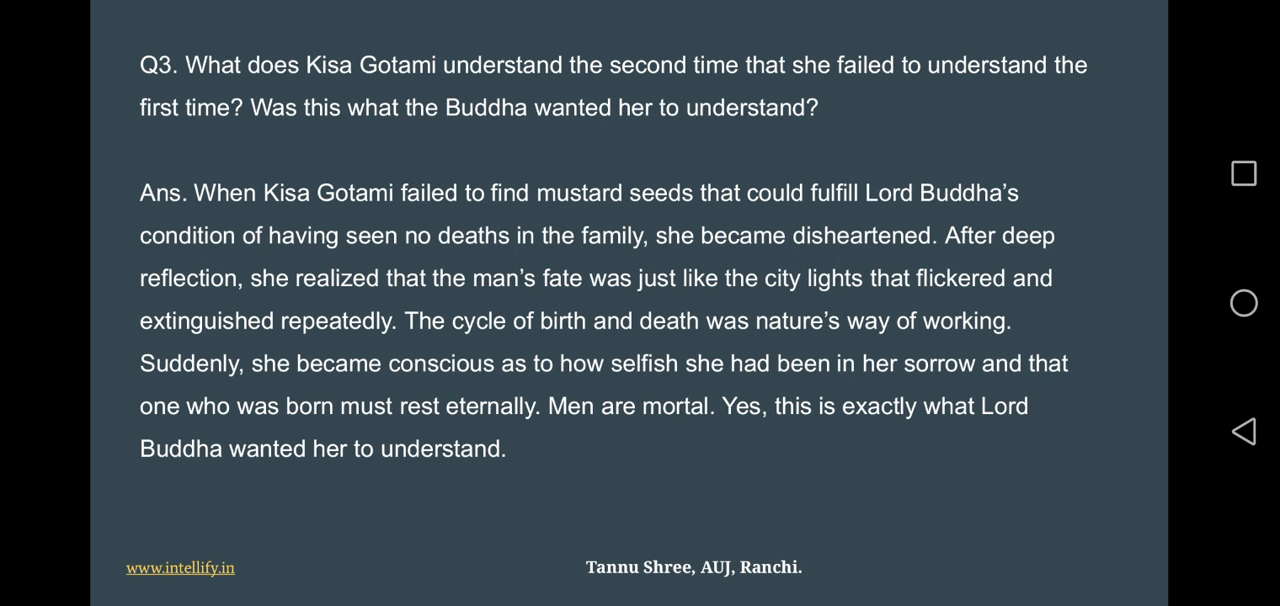 Q3. What does Kisa Gotami understand the second time that she failed to understand the
first time? Was this what the Buddha wanted her to understand?
Ans. When Kisa Gotami failed to find mustard seeds that could fulfill Lord Buddha’s
condition of having seen no deaths in the family, she became disheartened. After deep
reflection, she realized that the man’s fate was just like the city lights that flickered and
extinguished repeatedly. The cycle of birth and death was nature’s way of working.
Suddenly, she became conscious as to how selfish she had been in her sorrow and that
one who was born must rest eternally. Men are mortal. Yes, this is exactly what Lord
Buddha wanted her to understand.
www.intellify.in
Tannu Shree, AUJ, Ranchi.